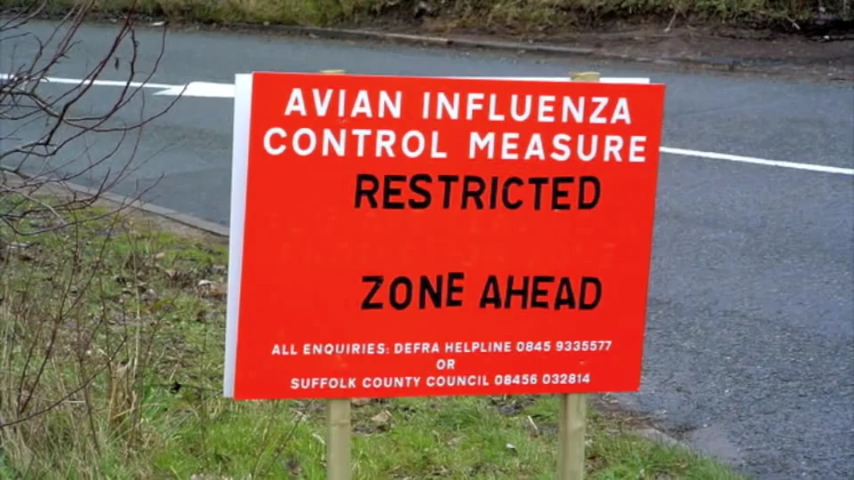 AVIAN INFLUENZA
CONTROL MEASURE
RESTRICTED
ZONE AHEAD
ALL ENQUIRIES: DEFRA HELPLINE 0845 9335577
OR
SUFFOLK COUNTY COUNCIL 08456 032814